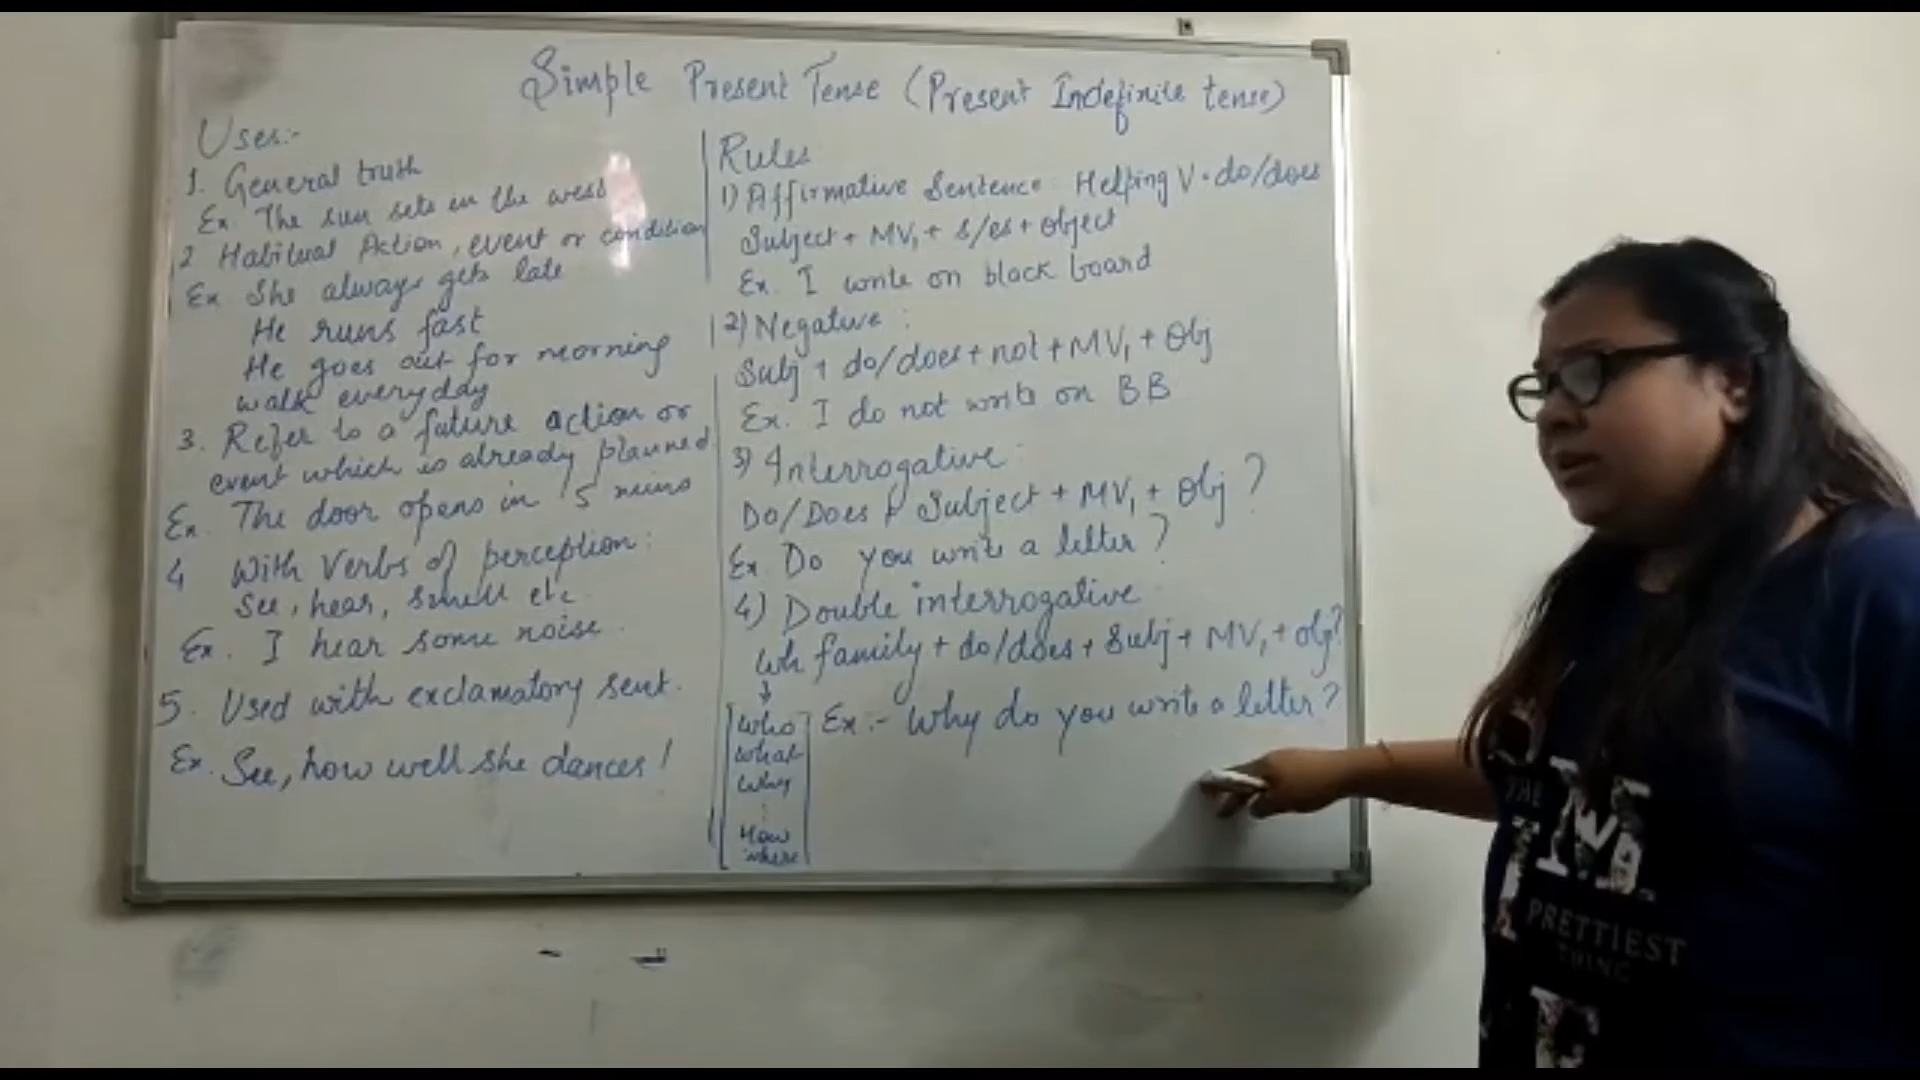 Simple Present Tense (Present Indefinite tense)
Uses:-
1. General truth
Ex. The sun sets in the west
2 Habitual Action, event or condition
Ex. She always gets late
He runs fast
He goes out for morning
walk everyday
3. Refer to a future action or
event which is already planned
Ex. The door opens in 5 mins
4 With Verbs of perception:
See, hear, smell etc
Ex. I hear some noise.
5. Used with exclamatory sent.
Ex. See, how well she dances!
Rules
1) Affirmative Sentence: Helping V. do/does
Subject + MV₁ + s/es + object
Ex. I write on black board
2) Negative:
Subj + do/does + not + MV₁ + Obj
Ex. I do not write on BB
3) Interrogative:
Do/Does + Subject + MV₁ + Obj ?
Ex. Do you write a letter ?
4) Double interrogative
Wh family + do/does + Subj + MV₁ + obj?
Ex:- Why do you write a letter?
Who
what
why
How
where
THE
PRETTIEST
THING